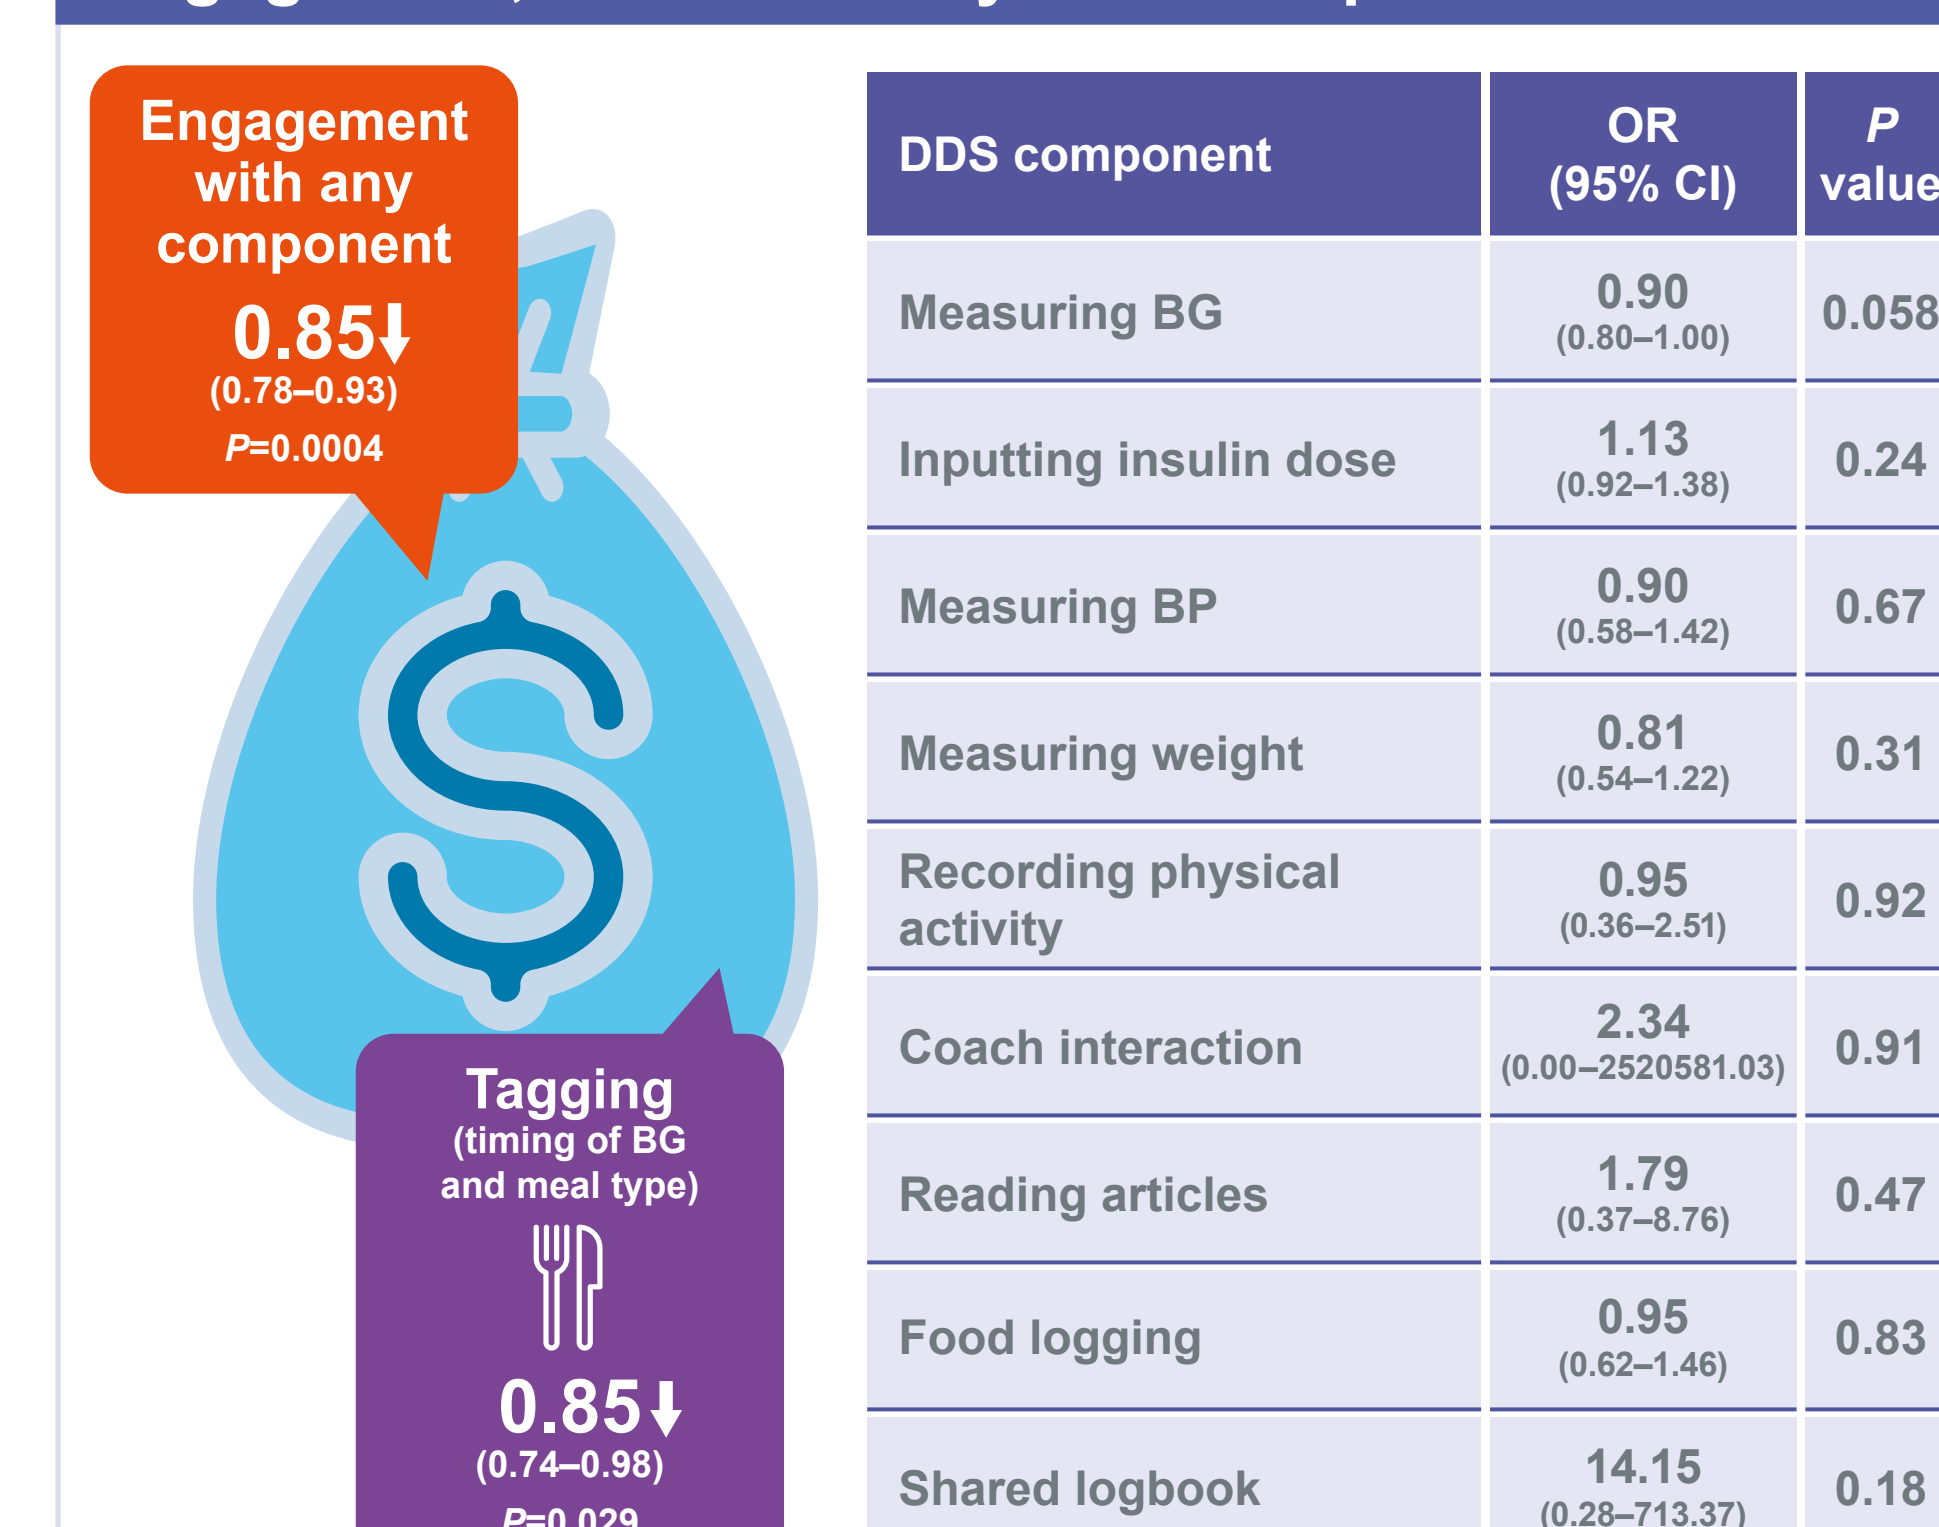 Engagement
with any
component
0.85
(0.78–0.93)
P=0.0004
Tagging
(timing of BG
and meal type)
0.85
(0.74–0.98)
P=0.029
DDS component
OR
(95% CI)
P
value
Measuring BG
0.90
(0.80–1.00)
0.058
Inputting insulin dose
1.13
(0.92–1.38)
0.24
Measuring BP
0.90
(0.58–1.42)
0.67
Measuring weight
0.81
(0.54–1.22)
0.31
Recording physical
activity
0.95
(0.36–2.51)
0.92
Coach interaction
2.34
(0.00–2520581.03)
0.91
Reading articles
1.79
(0.37–8.76)
0.47
Food logging
0.95
(0.62–1.46)
0.83
Shared logbook
14.15
(0.28–713.37)
0.18